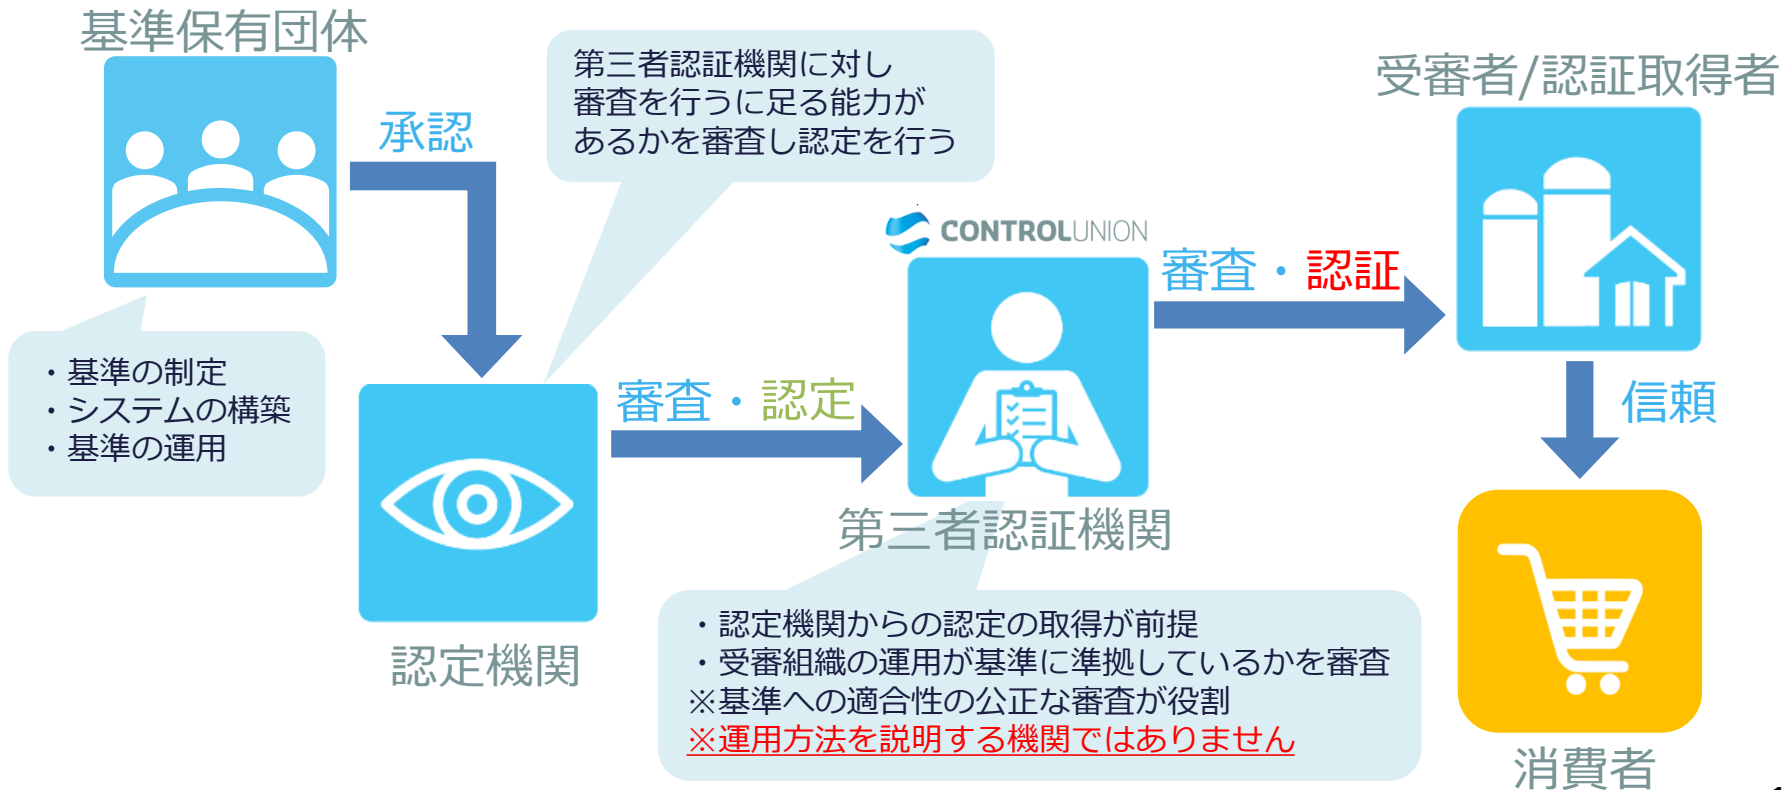 基準保有団体
承認
第三者認証機関に対し
審査を行うに足る能力が
あるかを審査し認定を行う
受審者/認証取得者
CONTROLUNION
審査・認証
・基準の制定
・システムの構築
・基準の運用
審査・認定
信頼
第三者認証機関
認定機関
・認定機関からの認定の取得が前提
・受審組織の運用が基準に準拠しているかを審査
※基準への適合性の公正な審査が役割
※運用方法を説明する機関ではありません
消費者